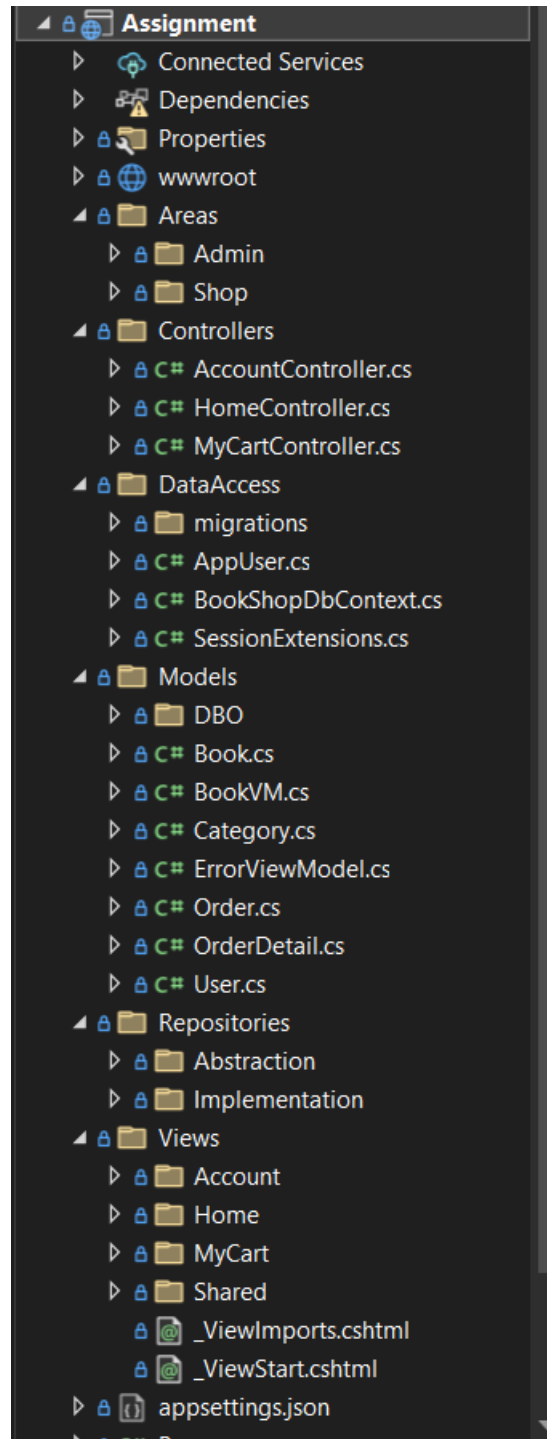 Assignment
Connected Services
Dependencies
Properties
wwwroot
Areas
Admin
Shop
Controllers
C# AccountController.cs
C# HomeController.cs
C# MyCartController.cs
DataAccess
migrations
C# AppUser.cs
C# BookShopDbContext.cs
C# SessionExtensions.cs
Models
DBO
C# Book.cs
C# BookVM.cs
C# Category.cs
C# ErrorViewModel.cs
C# Order.cs
C# OrderDetail.cs
C# User.cs
Repositories
Abstraction
Implementation
Views
Account
Home
MyCart
Shared
@ _ViewImports.cshtml
@ _ViewStart.cshtml
appsettings.json